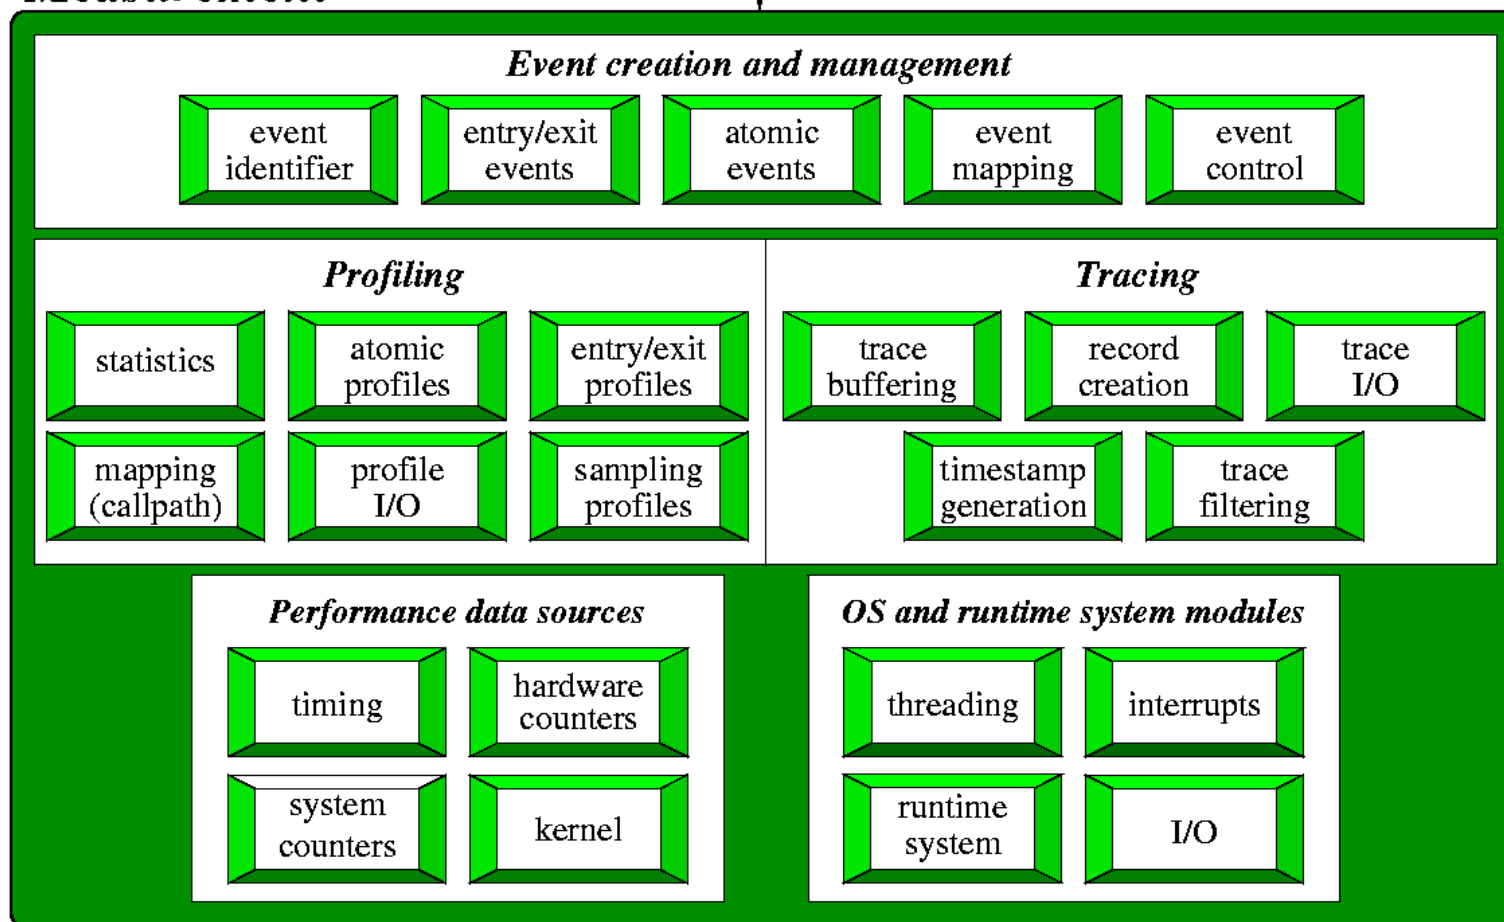 Event creation and management
event
identifier
entry/exit
events
atomic
events
event
mapping
event
control
Profiling
statistics
atomic
profiles
entry/exit
profiles
mapping
(callpath)
profile
I/O
sampling
profiles
Tracing
trace
buffering
record
creation
trace
I/O
timestamp
generation
trace
filtering
Performance data sources
timing
hardware
counters
system
counters
kernel
OS and runtime system modules
threading
interrupts
runtime
system
I/O